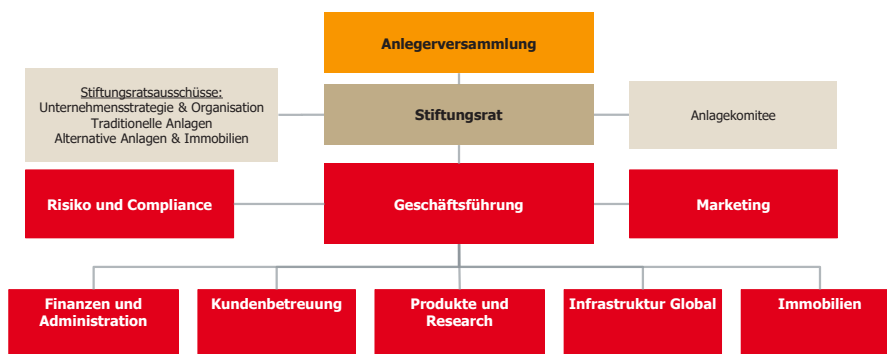 Anlegerversammlung
Stiftungsratsausschüsse:
Unternehmensstrategie & Organisation
Traditionelle Anlagen
Alternative Anlagen & Immobilien
Stiftungsrat
Anlagekomitee
Risiko und Compliance
Geschäftsführung
Marketing
Finanzen und
Administration
Kundenbetreuung
Produkte und
Research
Infrastruktur Global
Immobilien